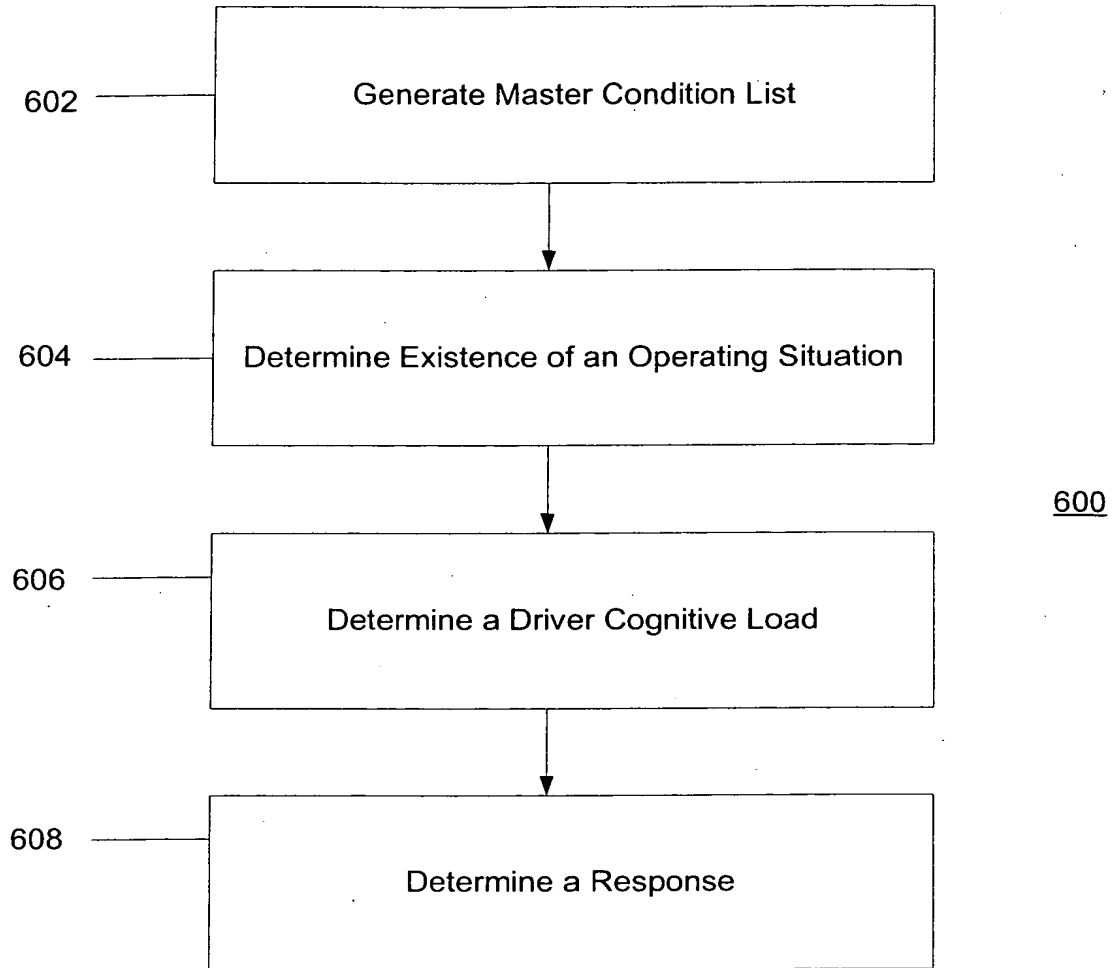 602
Generate Master Condition List
604
Determine Existence of an Operating Situation
600
606
Determine a Driver Cognitive Load
608
Determine a Response